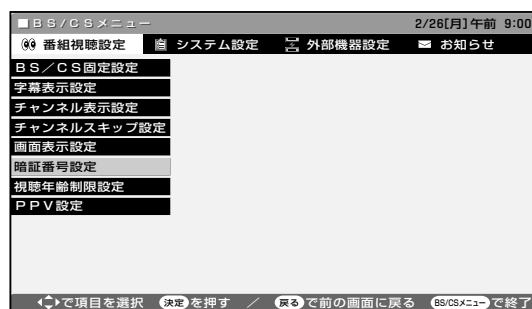 ■BS/CSメニュー 2/26[月]午前 9:00
番組視聴設定 システム設定 外部機器設定 お知らせ
BS/CS固定設定
字幕表示設定
チャンネル表示設定
チャンネルスキップ設定
画面表示設定
暗証番号設定
視聴年齢制限設定
PPV設定
で項目を選択 決定を押す / 戻るで前の画面に戻る BS/CSメニューで終了